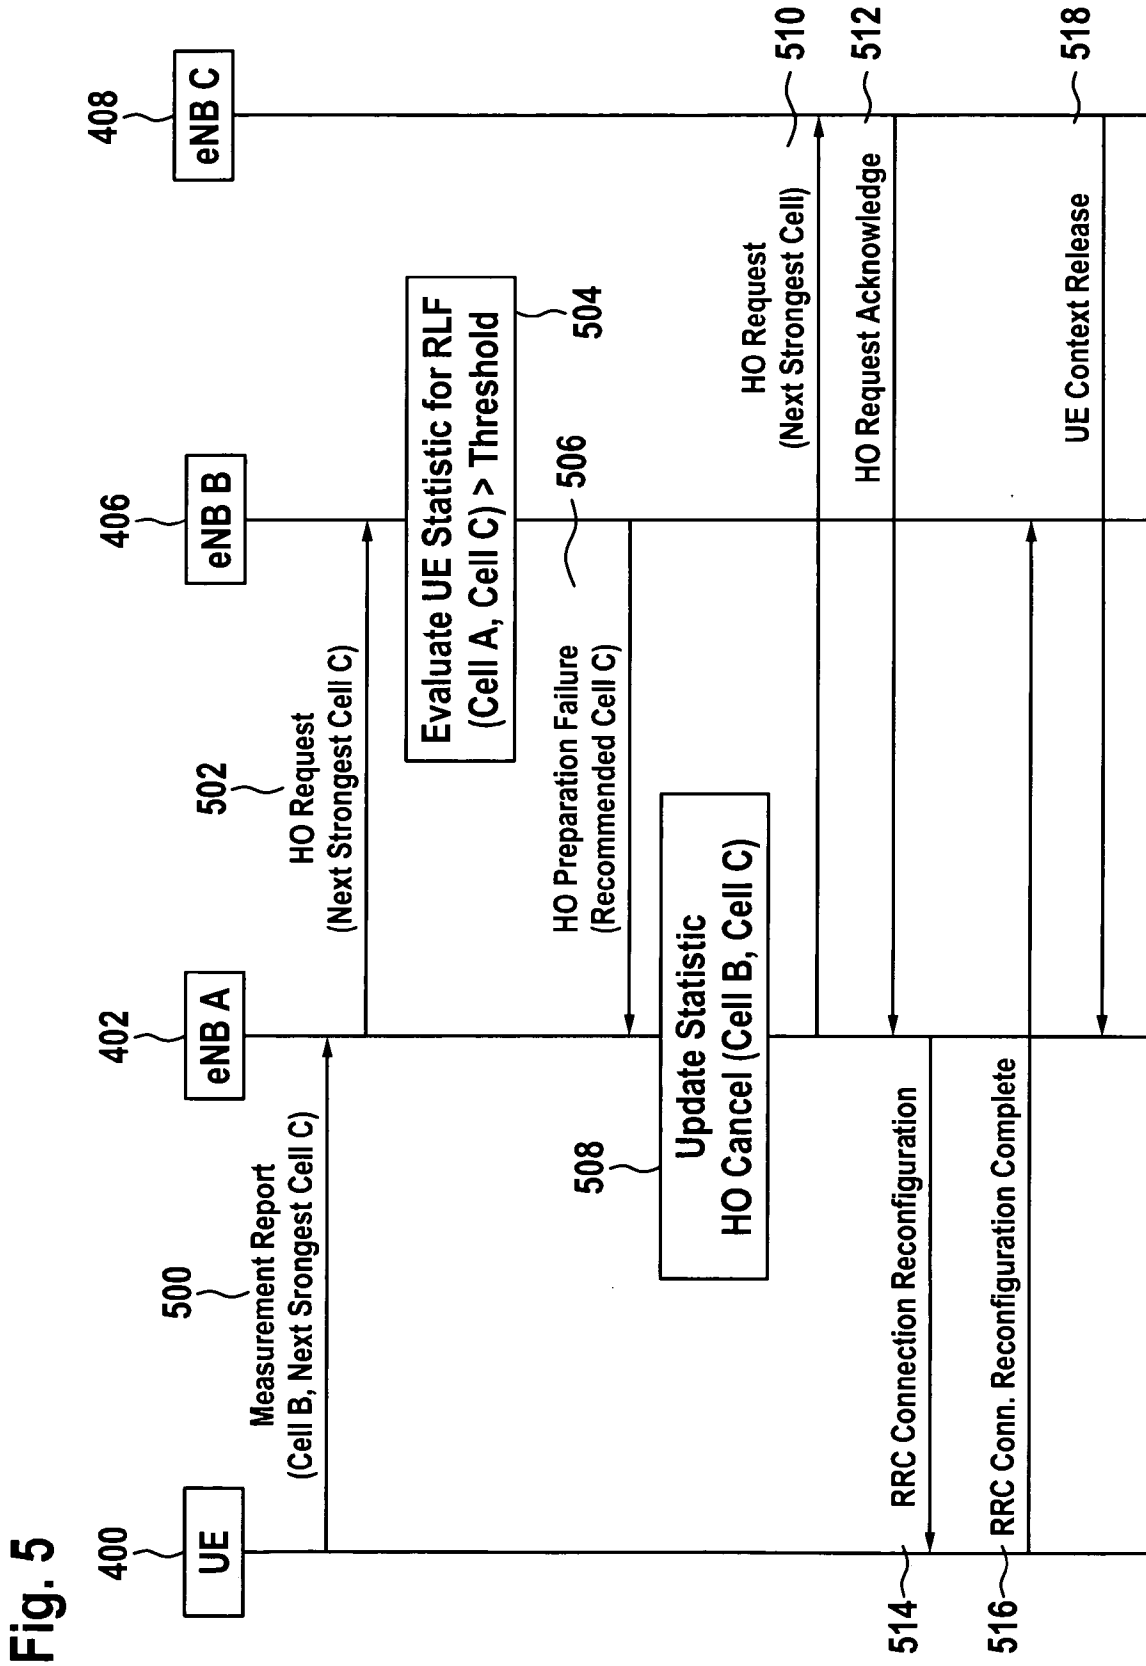 Fig. 5
400
402
406
408
UE
eNB A
eNB B
eNB C
500
Measurement Report
(Cell B, Next Srongest Cell C)
502
HO Request
(Next Strongest Cell C)
Evaluate UE Statistic for RLF
(Cell A, Cell C) > Threshold
504
506
HO Preparation Failure
(Recommended Cell C)
508
Update Statistic
HO Cancel (Cell B, Cell C)
HO Request
(Next Strongest Cell)
510
HO Request Acknowledge
512
514
RRC Connection Reconfiguration
516
RRC Conn. Reconfiguration Complete
UE Context Release
518